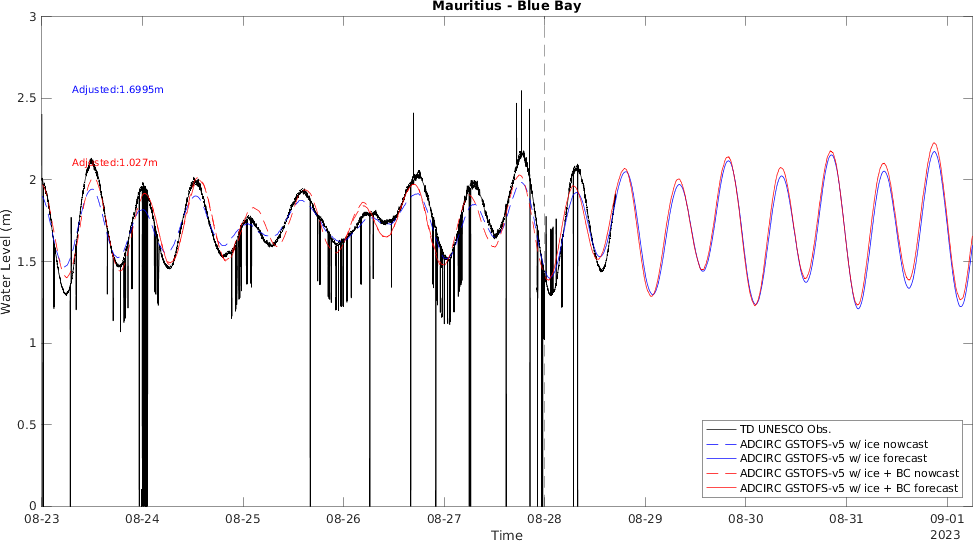 Mauritius - Blue Bay
3
2.5
2
1.5
1
0.5
0
Water Level (m)
Adjusted:1.6995m
Adjusted:1.027m
TD UNESCO Obs.
ADCIRC GSTOFS-v5 w/ ice nowcast
ADCIRC GSTOFS-v5 w/ ice forecast
ADCIRC GSTOFS-v5 w/ ice + BC nowcast
ADCIRC GSTOFS-v5 w/ ice + BC forecast
08-23 08-24 08-25 08-26 08-27 08-28 08-29 08-30 08-31 09-01
2023
Time